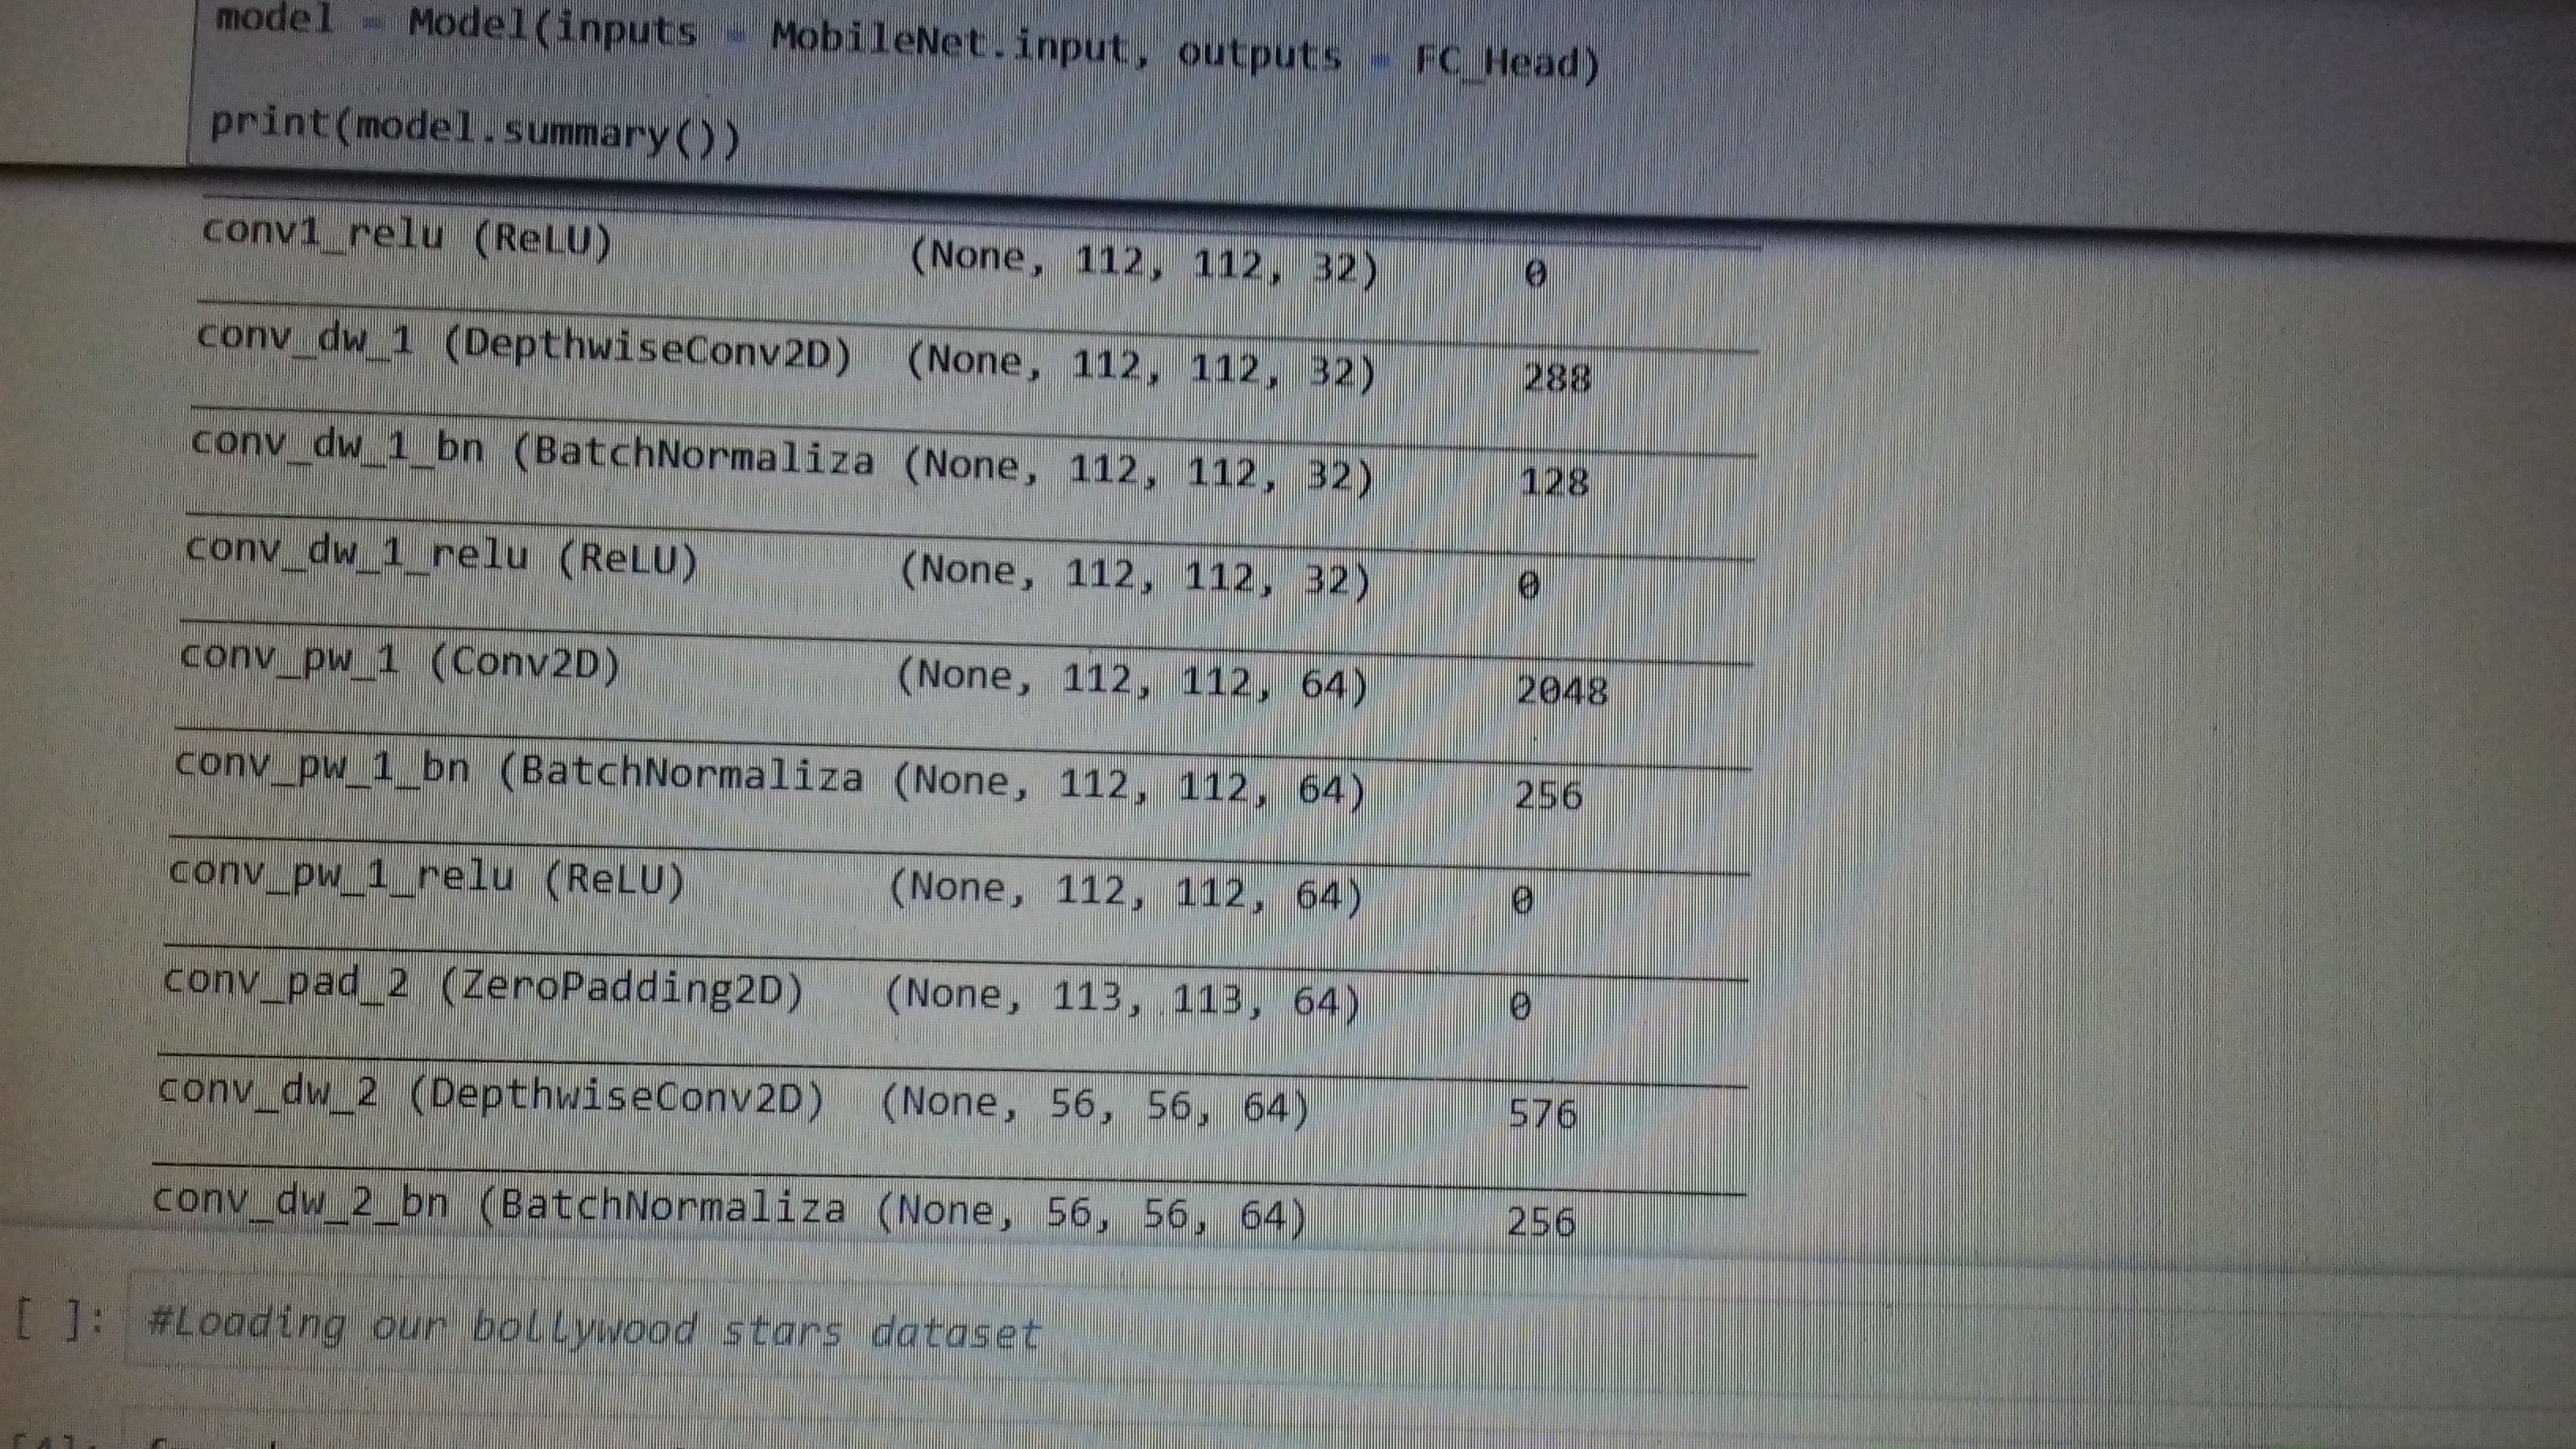 model = Model(inputs = MobileNet.input, outputs = FC_Head)
print(model.summary())
conv1_relu (ReLU) (None, 112, 112, 32) 0
conv_dw_1 (DepthwiseConv2D) (None, 112, 112, 32) 288
conv_dw_1_bn (BatchNormaliza (None, 112, 112, 32) 128
conv_dw_1_relu (ReLU) (None, 112, 112, 32) 0
conv_pw_1 (Conv2D) (None, 112, 112, 64) 2048
conv_pw_1_bn (BatchNormaliza (None, 112, 112, 64) 256
conv_pw_1_relu (ReLU) (None, 112, 112, 64) 0
conv_pad_2 (ZeroPadding2D) (None, 113, 113, 64) 0
conv_dw_2 (DepthwiseConv2D) (None, 56, 56, 64) 576
conv_dw_2_bn (BatchNormaliza (None, 56, 56, 64) 256
[ ]: #Loading our bollywood stars dataset